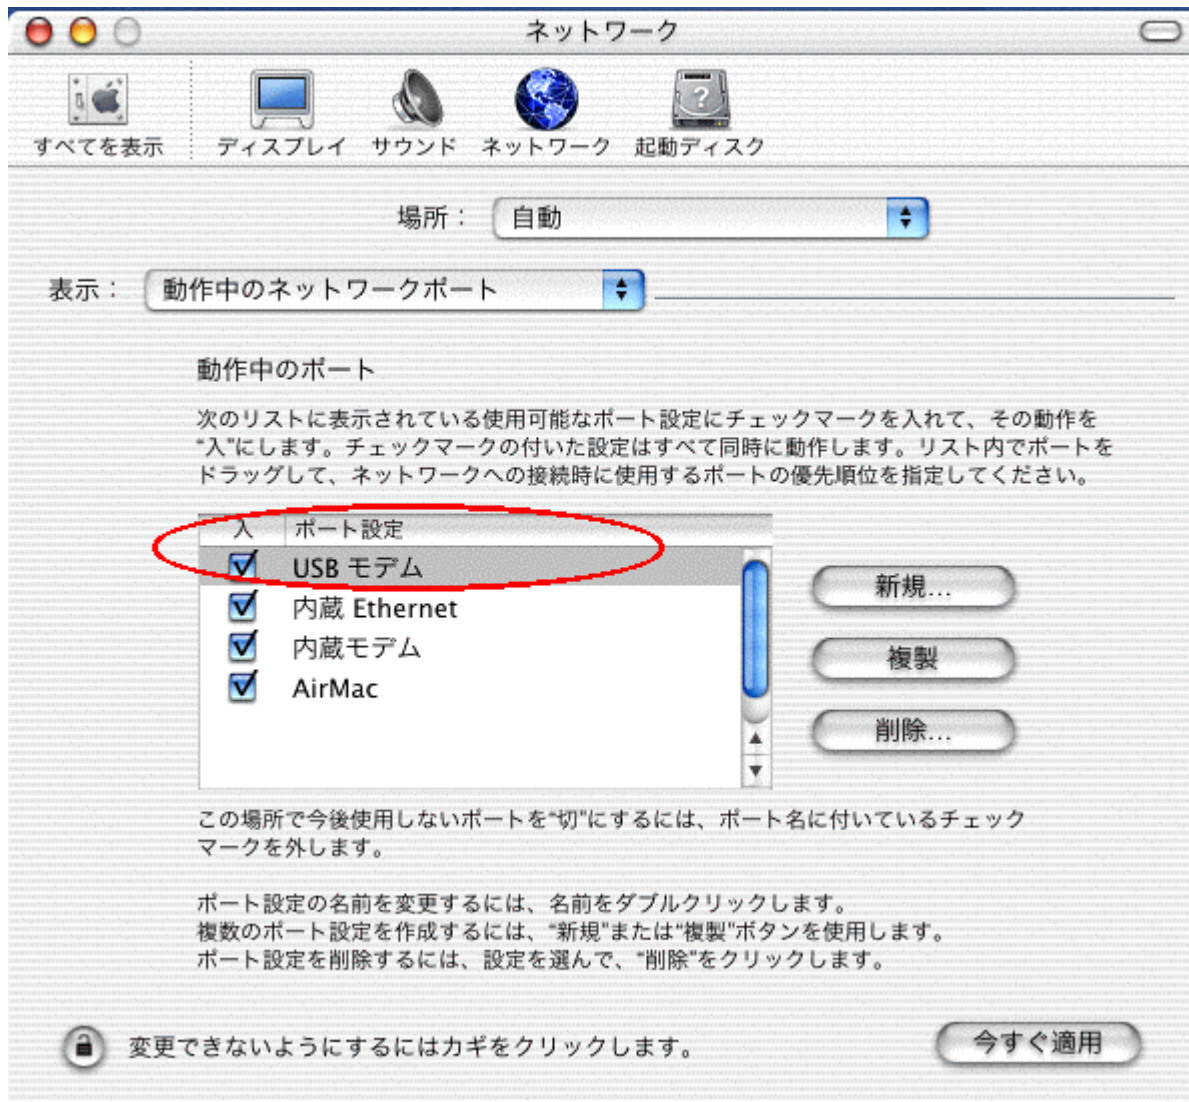 ネットワーク
すべてを表示 ディスプレイ サウンド ネットワーク 起動ディスク
場所： 自動
表示： 動作中のネットワークポート
動作中のポート
次のリストに表示されている使用可能なポート設定にチェックマークを入れて、その動作を
“入”にします。チェックマークの付いた設定はすべて同時に動作します。リスト内でポートを
ドラッグして、ネットワークへの接続時に使用するポートの優先順位を指定してください。
入 ポート設定
USB モデム
内蔵 Ethernet
内蔵モデム
AirMac
新規...
複製
削除...
この場所で今後使用しないポートを“切”にするには、ポート名に付いているチェック
マークを外します。
ポート設定の名前を変更するには、名前をダブルクリックします。
複数のポート設定を作成するには、“新規”または“複製”ボタンを使用します。
ポート設定を削除するには、設定を選んで、“削除”をクリックします。
変更できないようにするにはカギをクリックします。
今すぐ適用